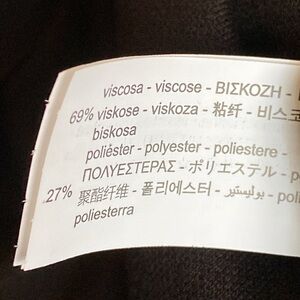 viscosa - viscose - ΒΙΣΚΟΖΗ -
69% viskose - viskoza - 粘纤 - 비스코
biskosa
poliéster - polyester - poliestere -
ΠΟΛΥΕΣΤΕΡΑΣ - ポリエステル -
27% 聚酯纤维 - 폴리에스터 - بوليستير - p
poliesterra